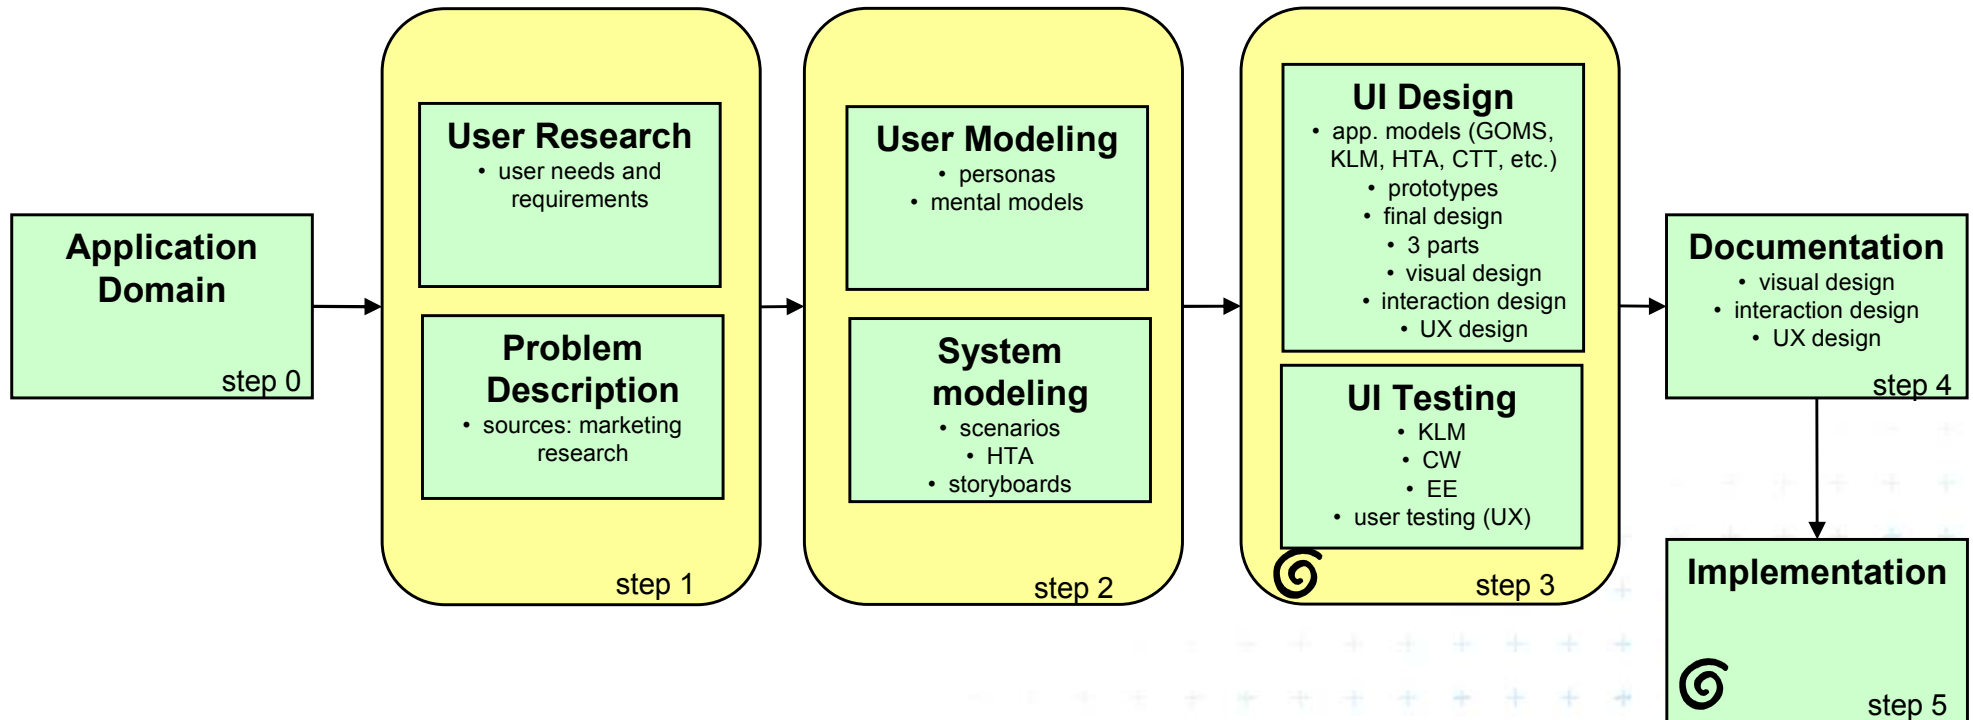 Application
Domain
step 0
User Research
• user needs and
requirements
Problem
Description
• sources: marketing
research
step 1
User Modeling
• personas
• mental models
System
modeling
• scenarios
• HTA
• storyboards
step 2
UI Design
• app. models (GOMS,
KLM, HTA, CTT, etc.)
• prototypes
• final design
• 3 parts
• visual design
• interaction design
• UX design
UI Testing
• KLM
• CW
• EE
• user testing (UX)
step 3
Documentation
• visual design
• interaction design
• UX design
step 4
Implementation
step 5